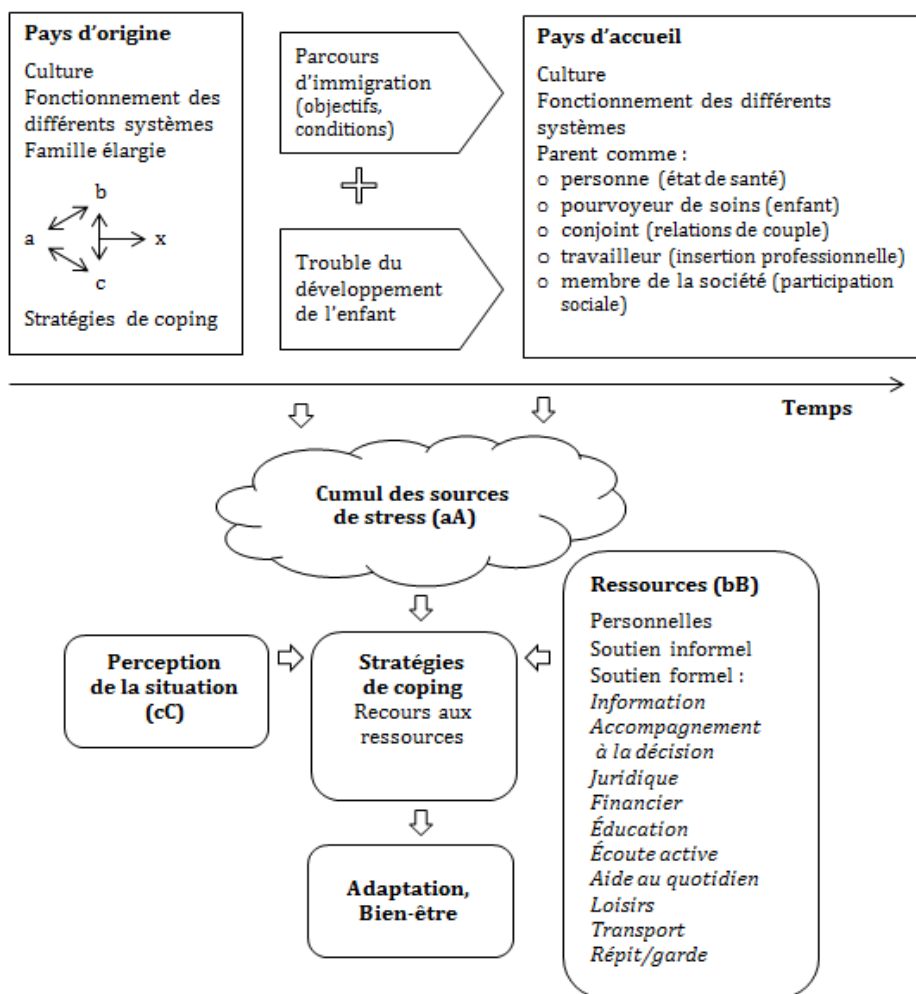 Pays d'origine
Culture
Fonctionnement des
différents systèmes
Famille élargie
b
a
x
c
Stratégies de coping
Parcours
d'immigration
(objectifs,
conditions)
Trouble du
développement
de l'enfant
Pays d'accueil
Culture
Fonctionnement des différents
systèmes
Parent comme :
o personne (état de santé)
o pourvoyeur de soins (enfant)
o conjoint (relations de couple)
o travailleur (insertion professionnelle)
o membre de la société (participation
sociale)
Temps
Cumul des sources
de stress (aA)
Perception
de la situation
(cC)
Stratégies
de coping
Recours aux
ressources
Adaptation,
Bien-être
Ressources (bB)
Personnelles
Soutien informel
Soutien formel :
Information
Accompagnement
à la décision
Juridique
Financier
Éducation
Écoute active
Aide au quotidien
Loisirs
Transport
Répit/garde